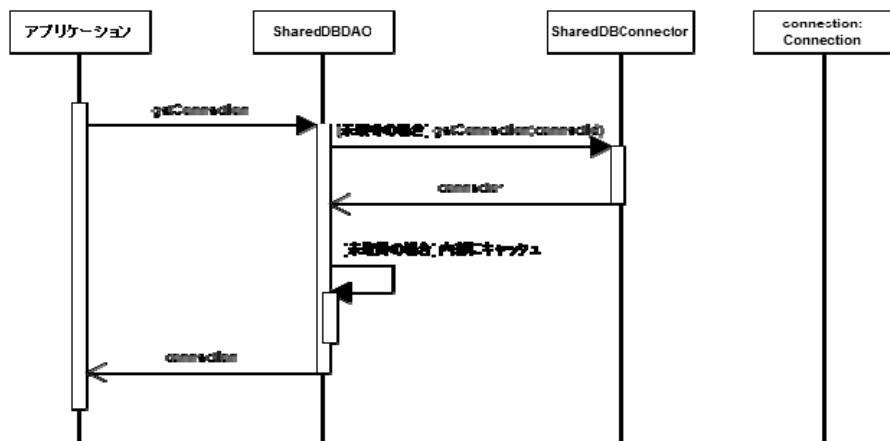 アプリケーション
SharedDBDAO
SharedDBConnector
connection:
Connection
getConnection
[未取得の場合] getConnection(connectId)
connection
[未取得の場合] 内部にキャッシュ
connection